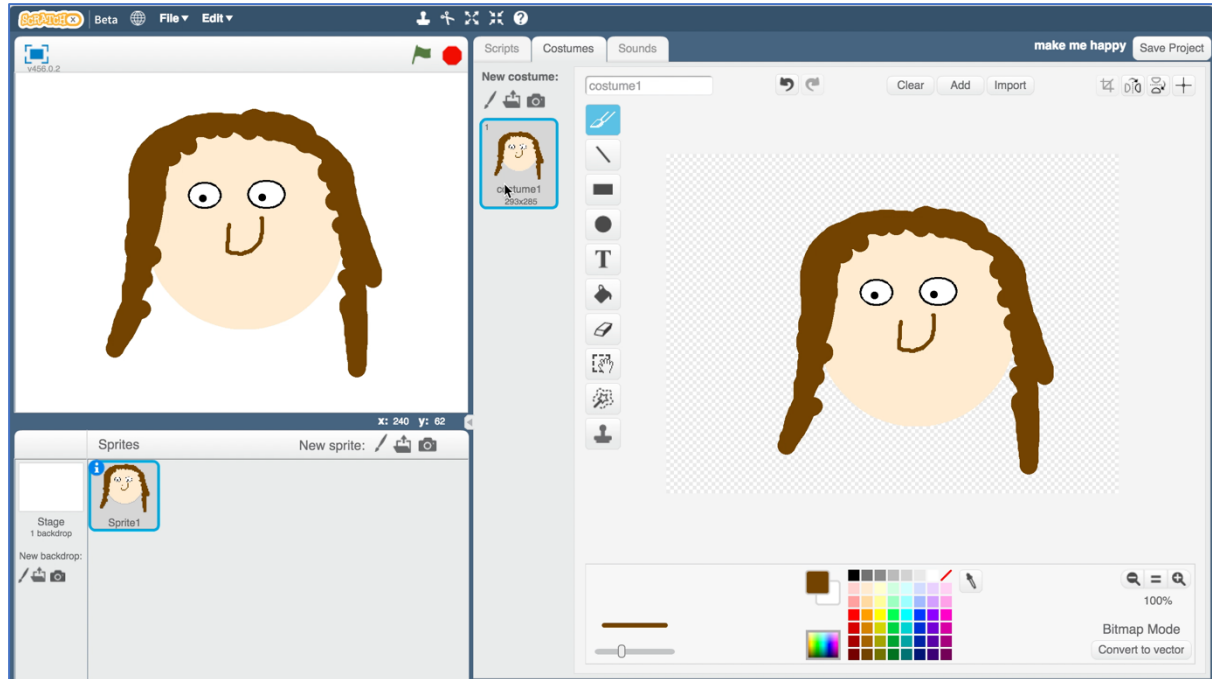 SCRATCHX Beta File Edit
v456.0.2
Scripts Costumes Sounds
make me happy Save Project
New costume:
costume1
Clear Add Import
1
costume1
293x285
T
x: 240 y: 62
Sprites New sprite:
Stage
1 backdrop
Sprite1
New backdrop:
100%
Bitmap Mode
Convert to vector